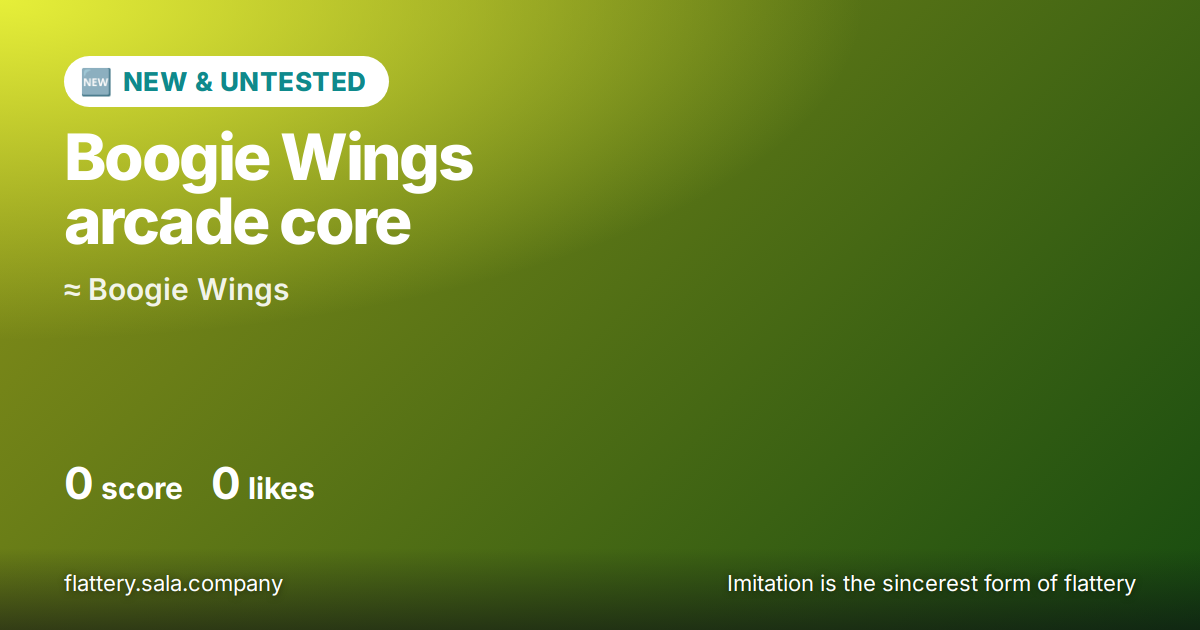 🆕 NEW & UNTESTED
Boogie Wings
arcade core
≈ Boogie Wings
0 score 0 likes
flattery.sala.company
Imitation is the sincerest form of flattery